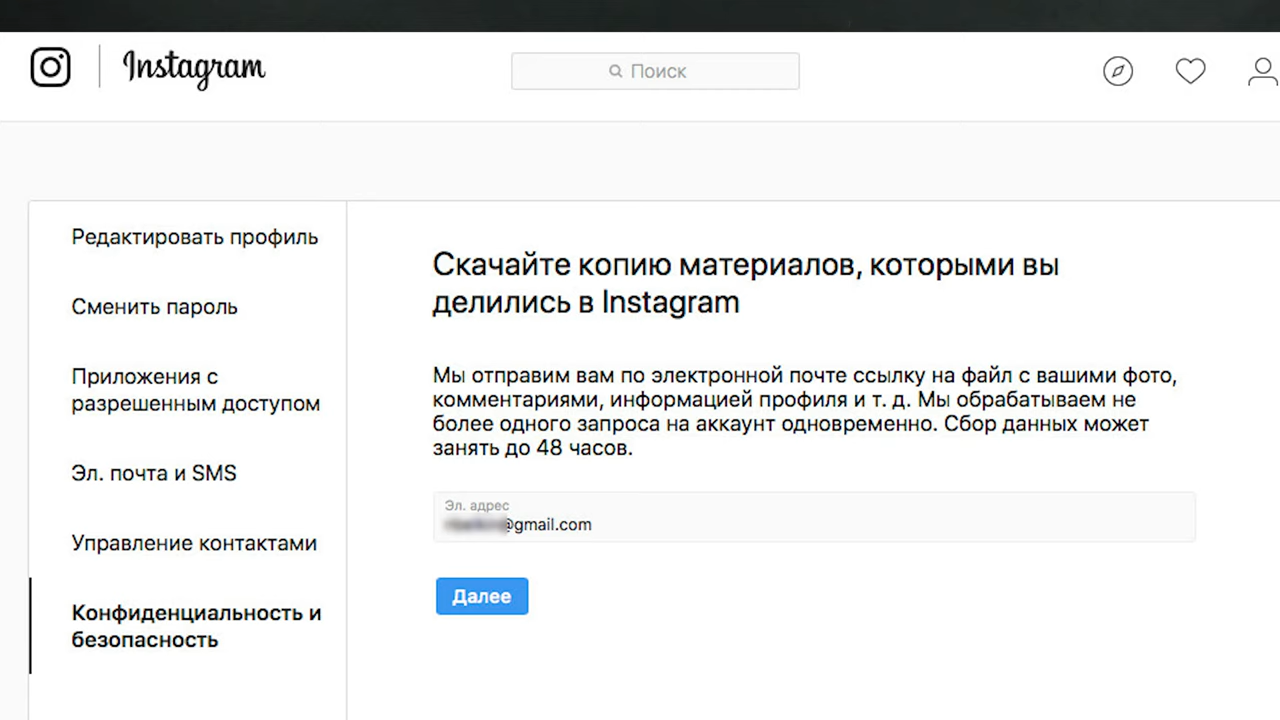 Instagram
Поиск
Редактировать профиль
Сменить пароль
Приложения с
разрешенным доступом
Эл. почта и SMS
Управление контактами
Конфиденциальность и
безопасность
Скачайте копию материалов, которыми вы
делились в Instagram
Мы отправим вам по электронной почте ссылку на файл с вашими фото,
комментариями, информацией профиля и т. д. Мы обрабатываем не
более одного запроса на аккаунт одновременно. Сбор данных может
занять до 48 часов.
Эл. адрес
@gmail.com
Далее